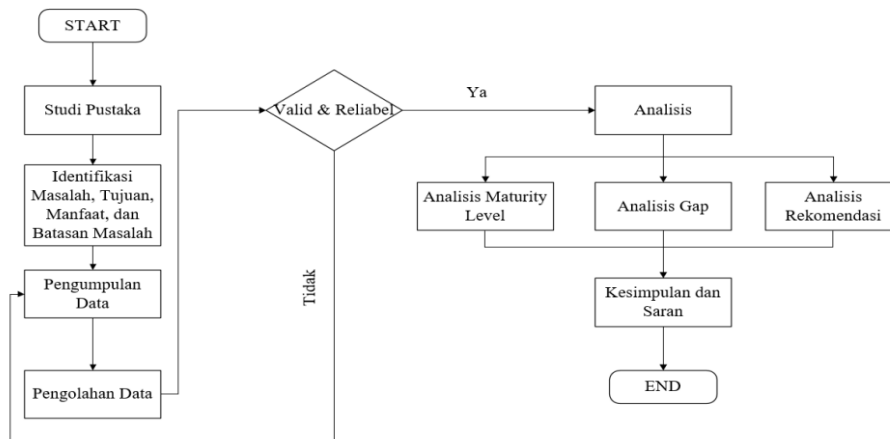 START
Studi Pustaka
Identifikasi
Masalah, Tujuan,
Manfaat, dan
Batasan Masalah
Pengumpulan
Data
Pengolahan Data
Valid & Reliabel
Ya
Tidak
Analisis
Analisis Maturity
Level
Analisis Gap
Analisis
Rekomendasi
Kesimpulan dan
Saran
END